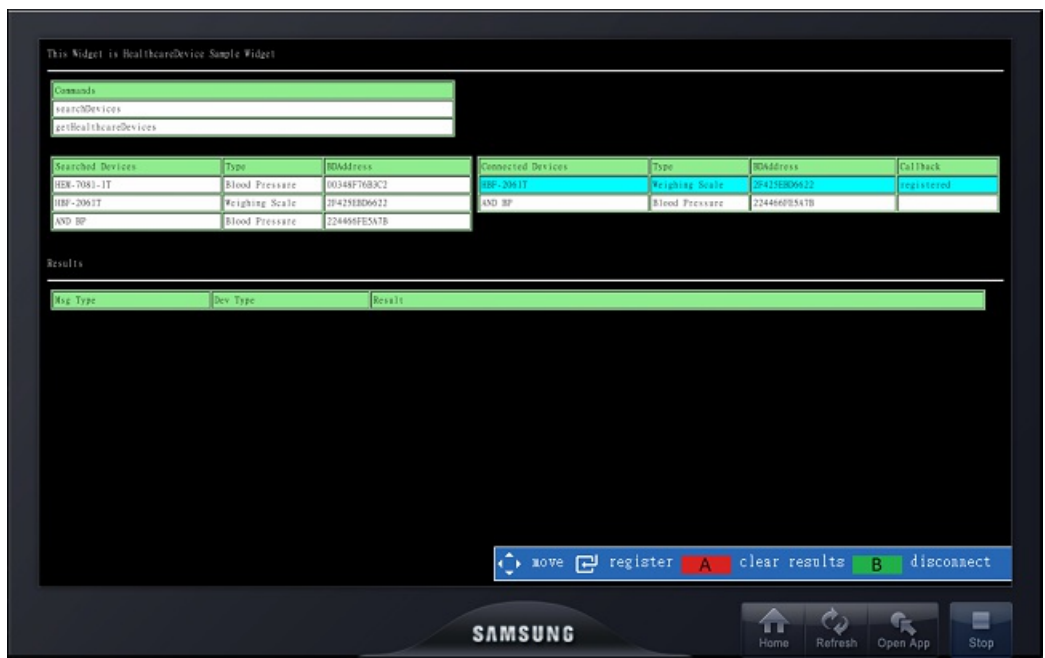 This Widget is HealthcareDevice Sample Widget
Commands
searchDevices
getHealthcareDevices
Searched Devices Type BDAddress Connected Devices Type BDAddress Callback
HEM-7081-IT Blood Pressure 00348F76B3C2 HBF-206IT Weighing Scale 2F425EBD6622 registered
HBF-206IT Weighing Scale 2F425EBD6622 AND BP Blood Pressure 224466FE5A7B
AND BP Blood Pressure 224466FE5A7B
Results
Msg Type Dev Type Result
move register A clear results B disconnect
SAMSUNG Home Refresh Open App Stop